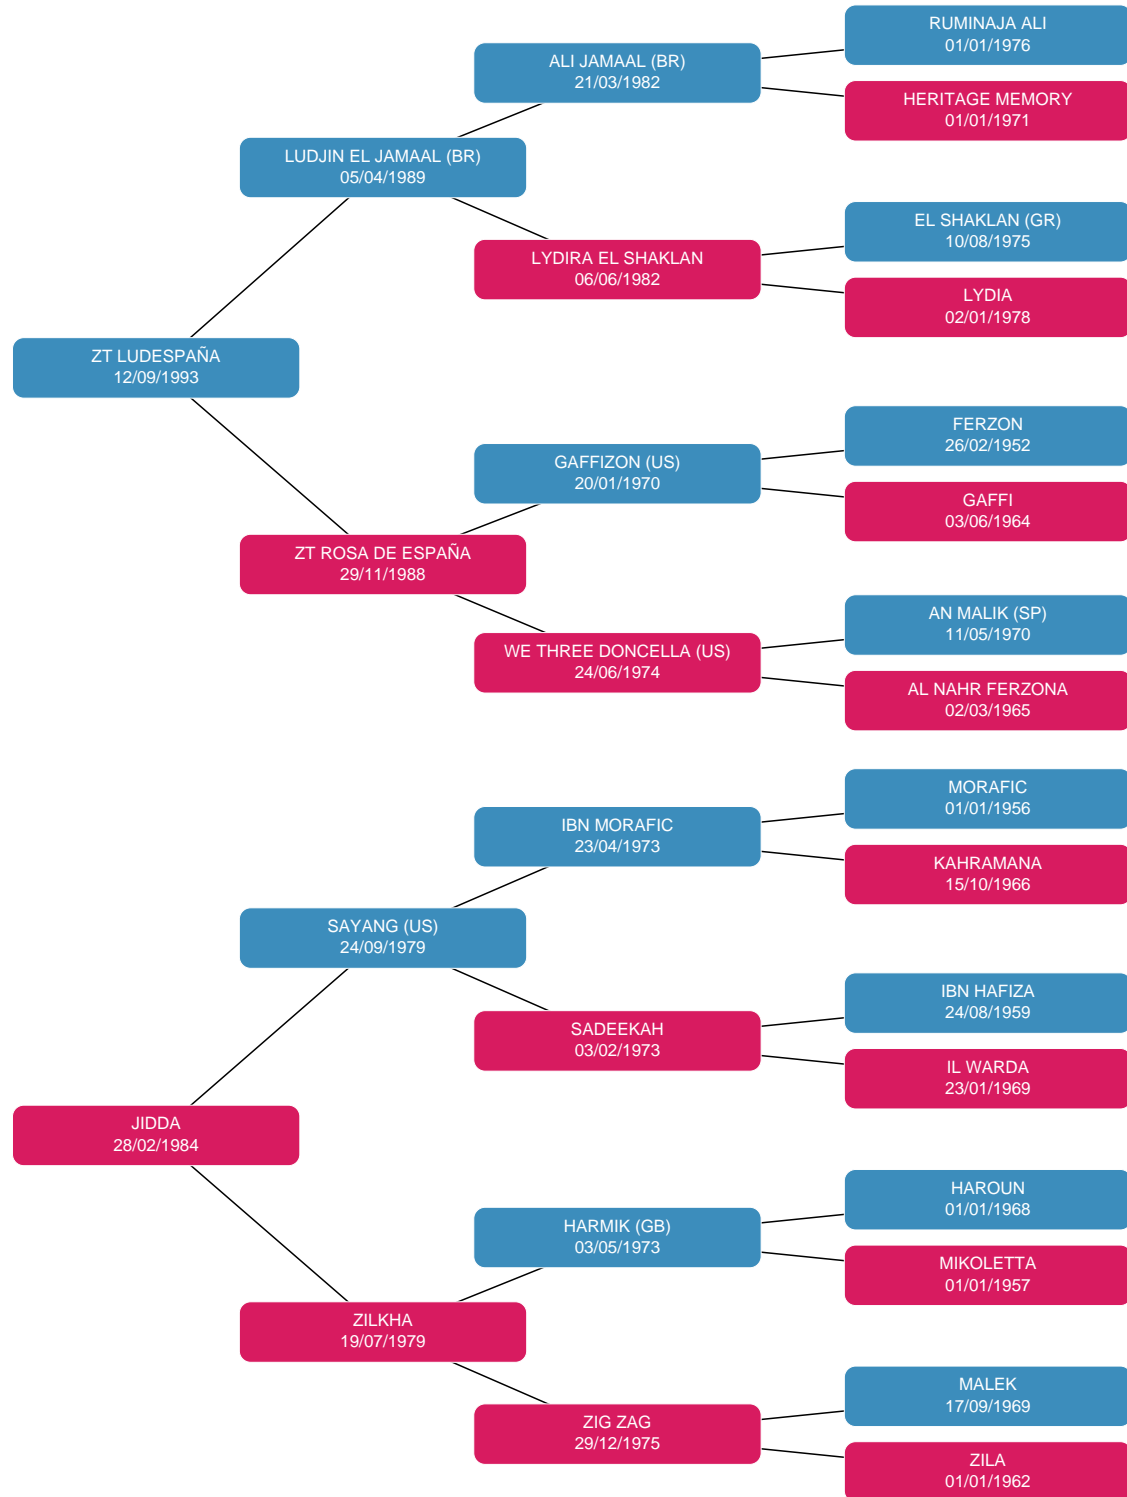 RUMINAJA ALI
01/01/1976
ALI JAMAAL (BR)
21/03/1982
HERITAGE MEMORY
01/01/1971
LUDJIN EL JAMAAL (BR)
05/04/1989
EL SHAKLAN (GR)
10/08/1975
LYDIRA EL SHAKLAN
06/06/1982
LYDIA
02/01/1978
ZT LUDESPAÑA
12/09/1993
FERZON
26/02/1952
GAFFIZON (US)
20/01/1970
GAFFI
03/06/1964
ZT ROSA DE ESPAÑA
29/11/1988
AN MALIK (SP)
11/05/1970
WE THREE DONCELLA (US)
24/06/1974
AL NAHR FERZONA
02/03/1965
MORAFIC
01/01/1956
IBN MORAFIC
23/04/1973
KAHRAMANA
15/10/1966
SAYANG (US)
24/09/1979
IBN HAFIZA
24/08/1959
SADEEKAH
03/02/1973
IL WARDA
23/01/1969
JIDDA
28/02/1984
HAROUN
01/01/1968
HARMIK (GB)
03/05/1973
MIKOLETTA
01/01/1957
ZILKHA
19/07/1979
MALEK
17/09/1969
ZIG ZAG
29/12/1975
ZILA
01/01/1962